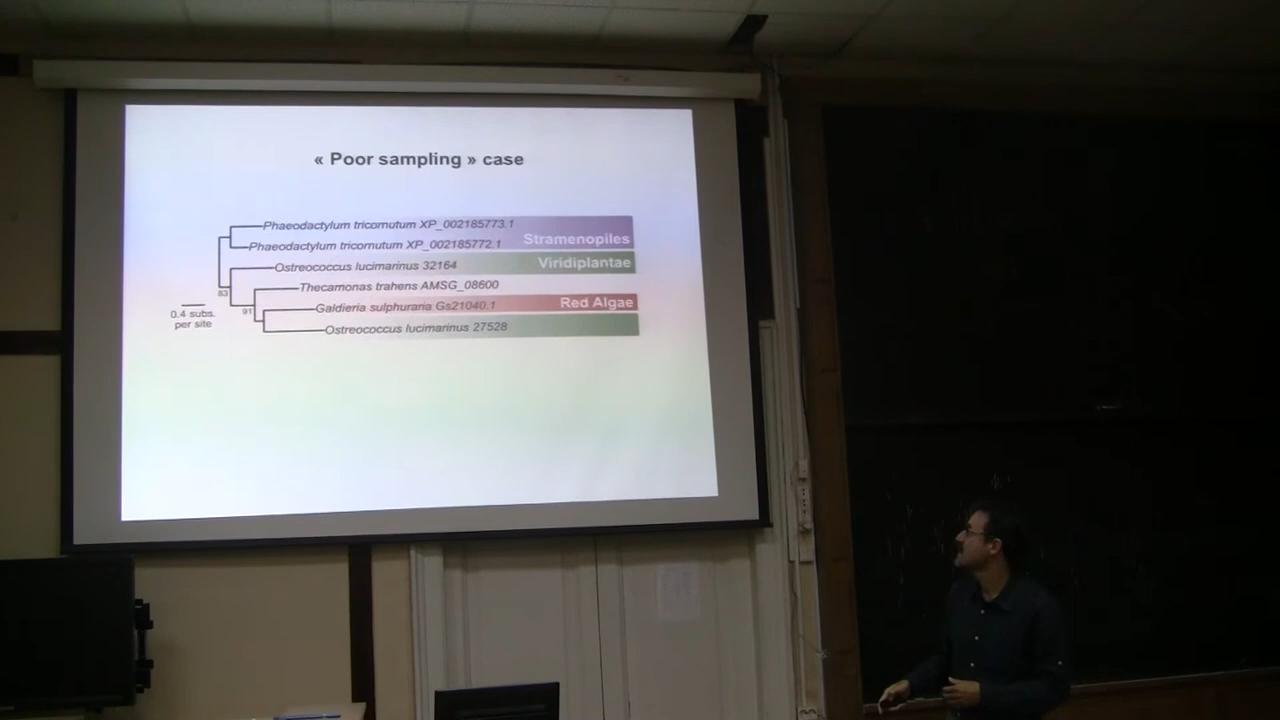 « Poor sampling » case
Phaeodactylum tricornutum XP_002185773.1
Phaeodactylum tricornutum XP_002185772.1
Stramenopiles
Ostreococcus lucimarinus 32164
Viridiplantae
Thecamonas trahens AMSG_08600
83
0.4 subs.
per site
91
Galdieria sulphuraria Gs21040.1
Red Algae
Ostreococcus lucimarinus 27528